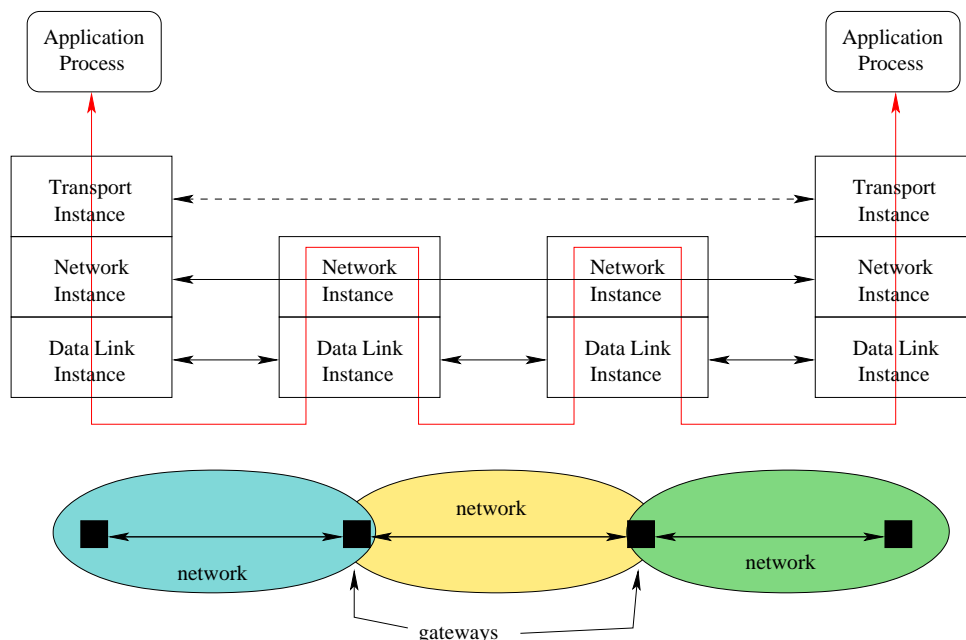 Application
Process
Application
Process
Transport
Instance
Transport
Instance
Network
Instance
Network
Instance
Network
Instance
Network
Instance
Data Link
Instance
Data Link
Instance
Data Link
Instance
Data Link
Instance
network
network
network
gateways